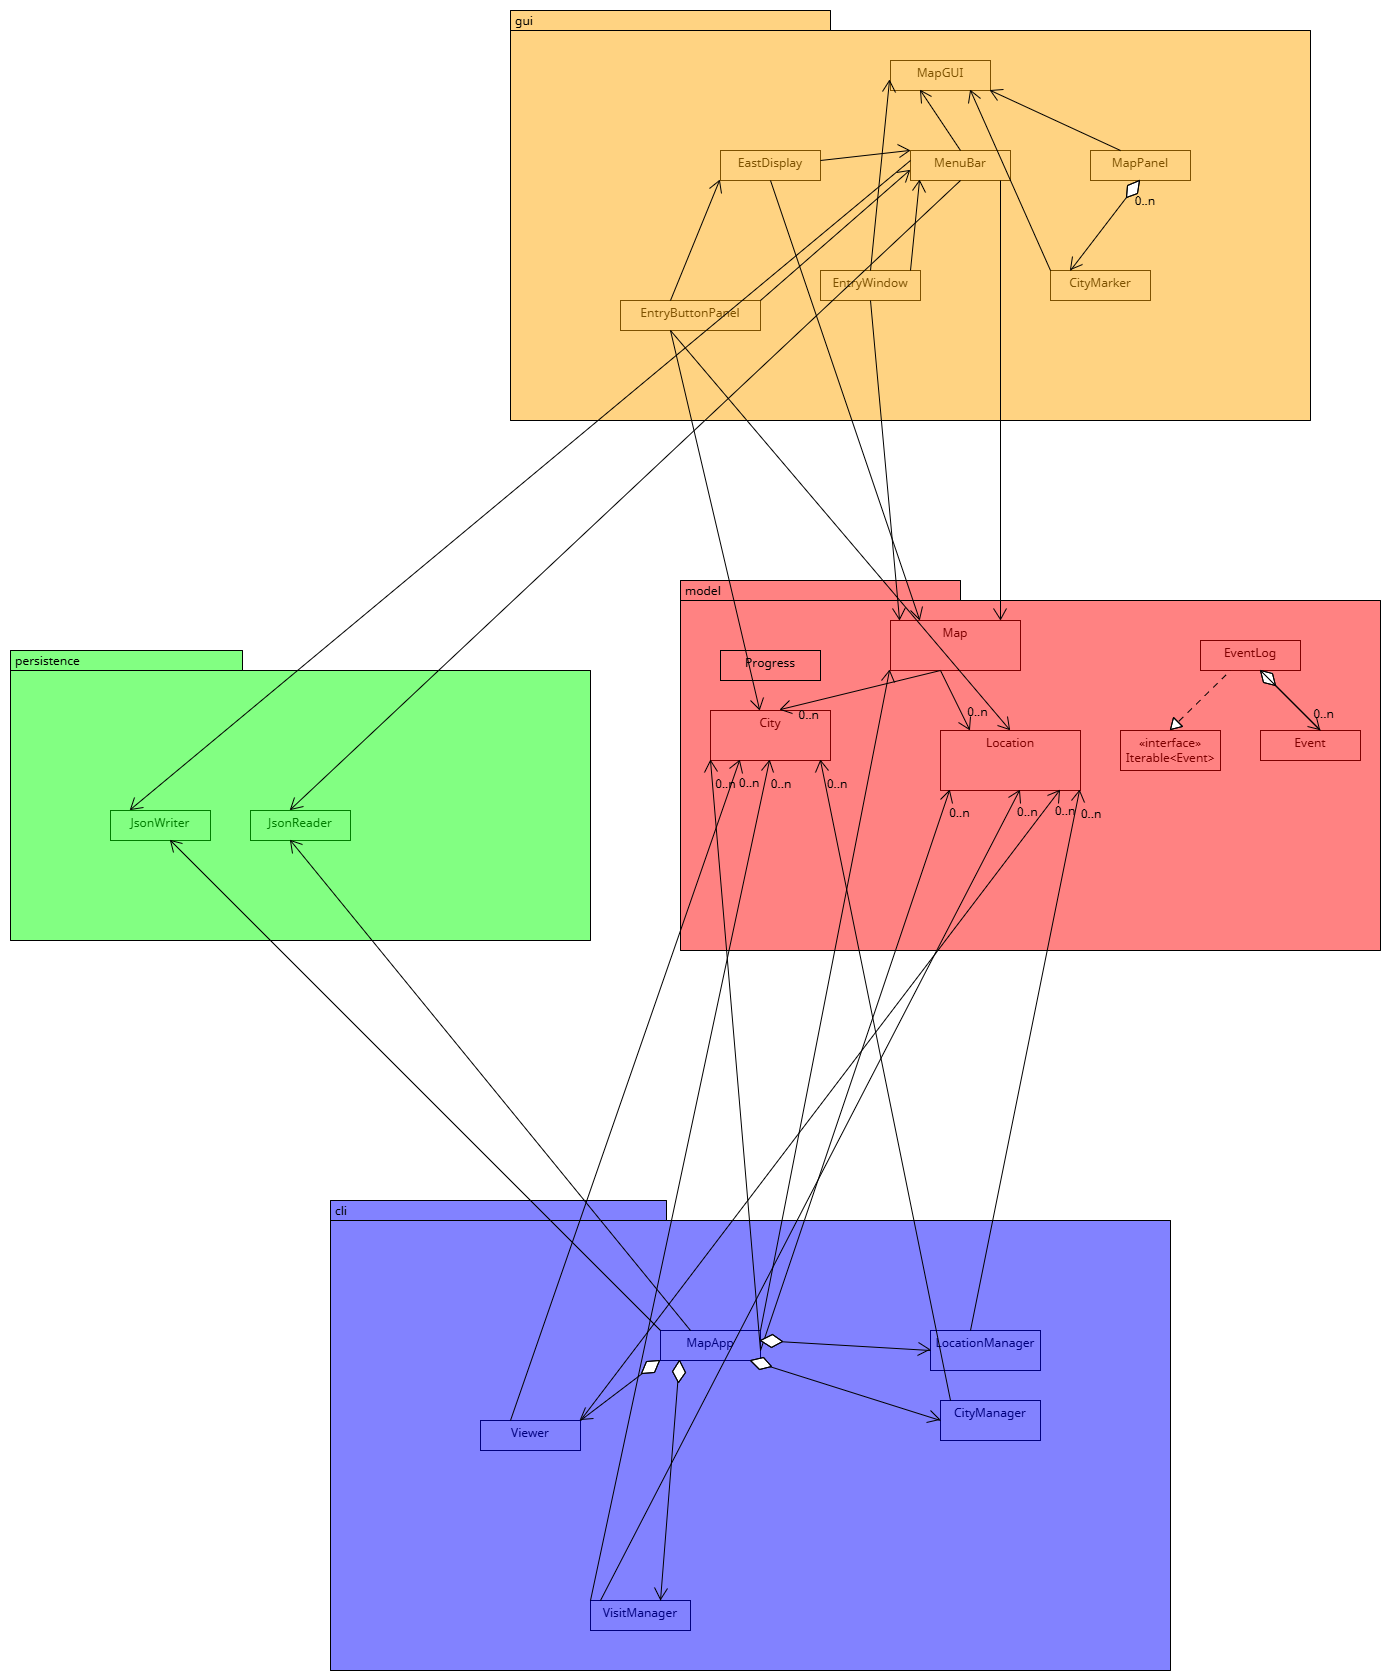 gui
MapGUI
EastDisplay
MenuBar
MapPanel
0..n
EntryWindow
CityMarker
EntryButtonPanel
model
Map
Progress
EventLog
persistence
City
0..n
Location
0..n
«interface»
Iterable<Event>
Event
0..n
0..n
0..n
0..n
0..n
0..n
0..n
0..n
0..n
JsonWriter
JsonReader
cli
MapApp
LocationManager
CityManager
Viewer
VisitManager